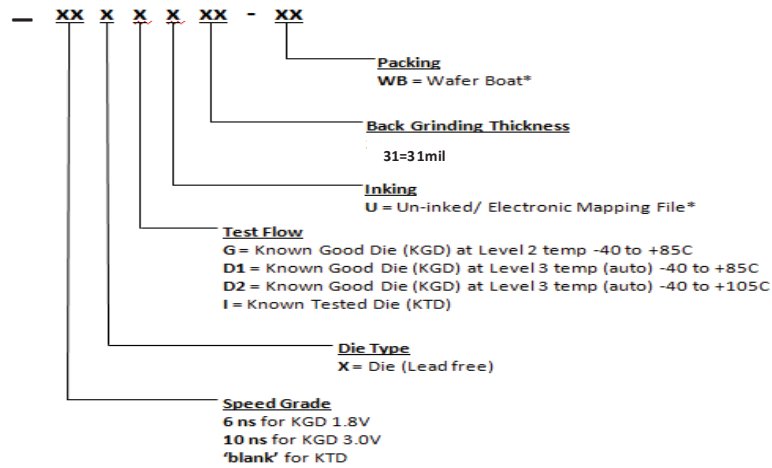 _ xx x x x xx - xx
Packing
WB = Wafer Boat*
Back Grinding Thickness
31=31mil
Inking
U = Un-inked/ Electronic Mapping File*
Test Flow
G = Known Good Die (KGD) at Level 2 temp -40 to +85C
D1 = Known Good Die (KGD) at Level 3 temp (auto) -40 to +85C
D2 = Known Good Die (KGD) at Level 3 temp (auto) -40 to +105C
I = Known Tested Die (KTD)
Die Type
X = Die (Lead free)
Speed Grade
6 ns for KGD 1.8V
10 ns for KGD 3.0V
‘blank’ for KTD